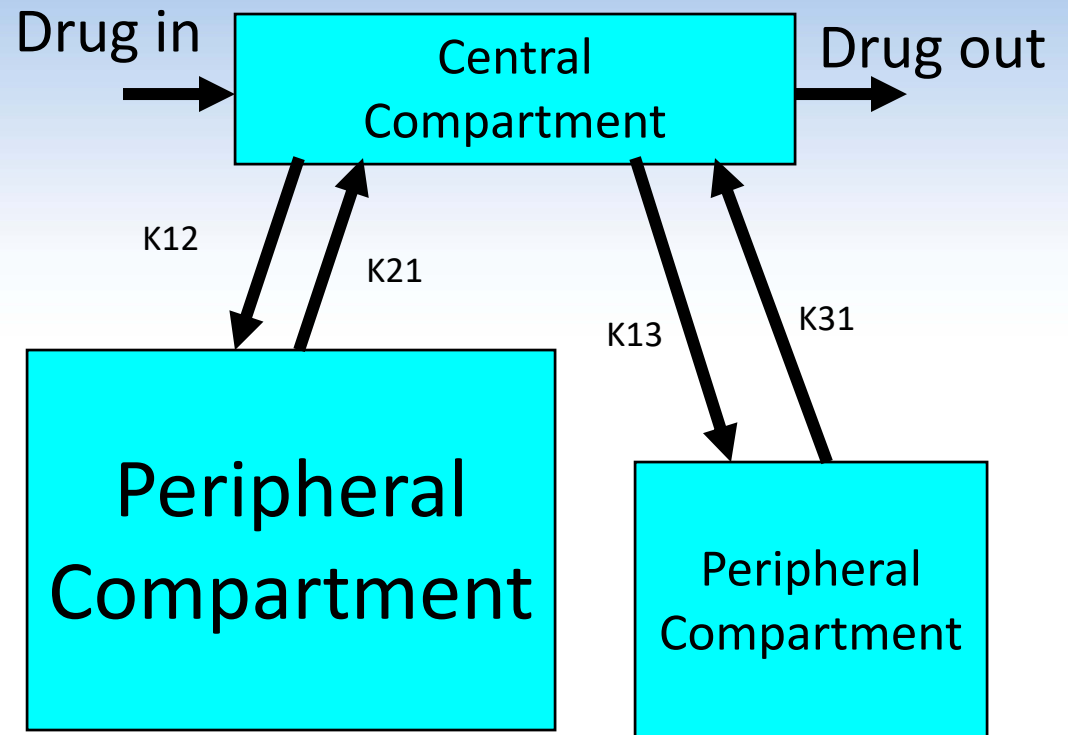 Drug in
Central
Compartment
Drug out
K12
K21
K13
K31
Peripheral
Compartment
Peripheral
Compartment